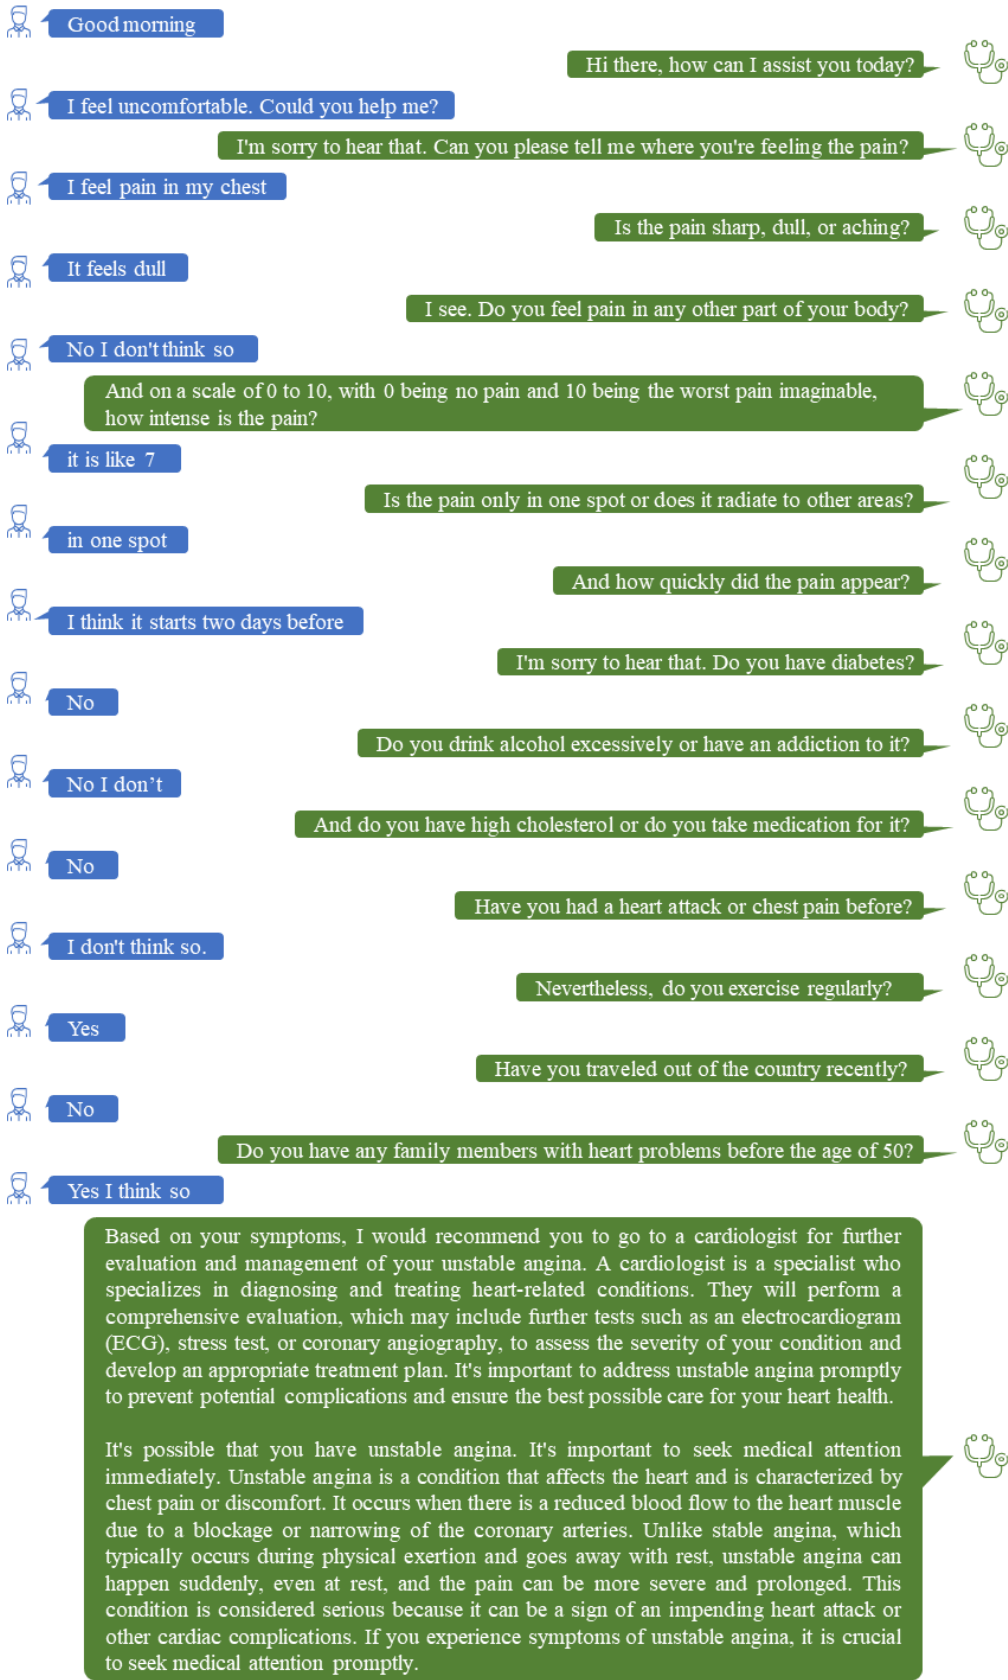 Good morning
Hi there, how can I assist you today?
I feel uncomfortable. Could you help me?
I'm sorry to hear that. Can you please tell me where you're feeling the pain?
I feel pain in my chest
Is the pain sharp, dull, or aching?
It feels dull
I see. Do you feel pain in any other part of your body?
No I don't think so
And on a scale of 0 to 10, with 0 being no pain and 10 being the worst pain imaginable,
how intense is the pain?
it is like 7
Is the pain only in one spot or does it radiate to other areas?
in one spot
And how quickly did the pain appear?
I think it starts two days before
I'm sorry to hear that. Do you have diabetes?
No
Do you drink alcohol excessively or have an addiction to it?
No I don’t
And do you have high cholesterol or do you take medication for it?
No
Have you had a heart attack or chest pain before?
I don't think so.
Nevertheless, do you exercise regularly?
Yes
Have you traveled out of the country recently?
No
Do you have any family members with heart problems before the age of 50?
Yes I think so
Based on your symptoms, I would recommend you to go to a cardiologist for further
evaluation and management of your unstable angina. A cardiologist is a specialist who
specializes in diagnosing and treating heart-related conditions. They will perform a
comprehensive evaluation, which may include further tests such as an electrocardiogram
(ECG), stress test, or coronary angiography, to assess the severity of your condition and
develop an appropriate treatment plan. It's important to address unstable angina promptly
to prevent potential complications and ensure the best possible care for your heart health.
It's possible that you have unstable angina. It's important to seek medical attention
immediately. Unstable angina is a condition that affects the heart and is characterized by
chest pain or discomfort. It occurs when there is a reduced blood flow to the heart muscle
due to a blockage or narrowing of the coronary arteries. Unlike stable angina, which
typically occurs during physical exertion and goes away with rest, unstable angina can
happen suddenly, even at rest, and the pain can be more severe and prolonged. This
condition is considered serious because it can be a sign of an impending heart attack or
other cardiac complications. If you experience symptoms of unstable angina, it is crucial
to seek medical attention promptly.